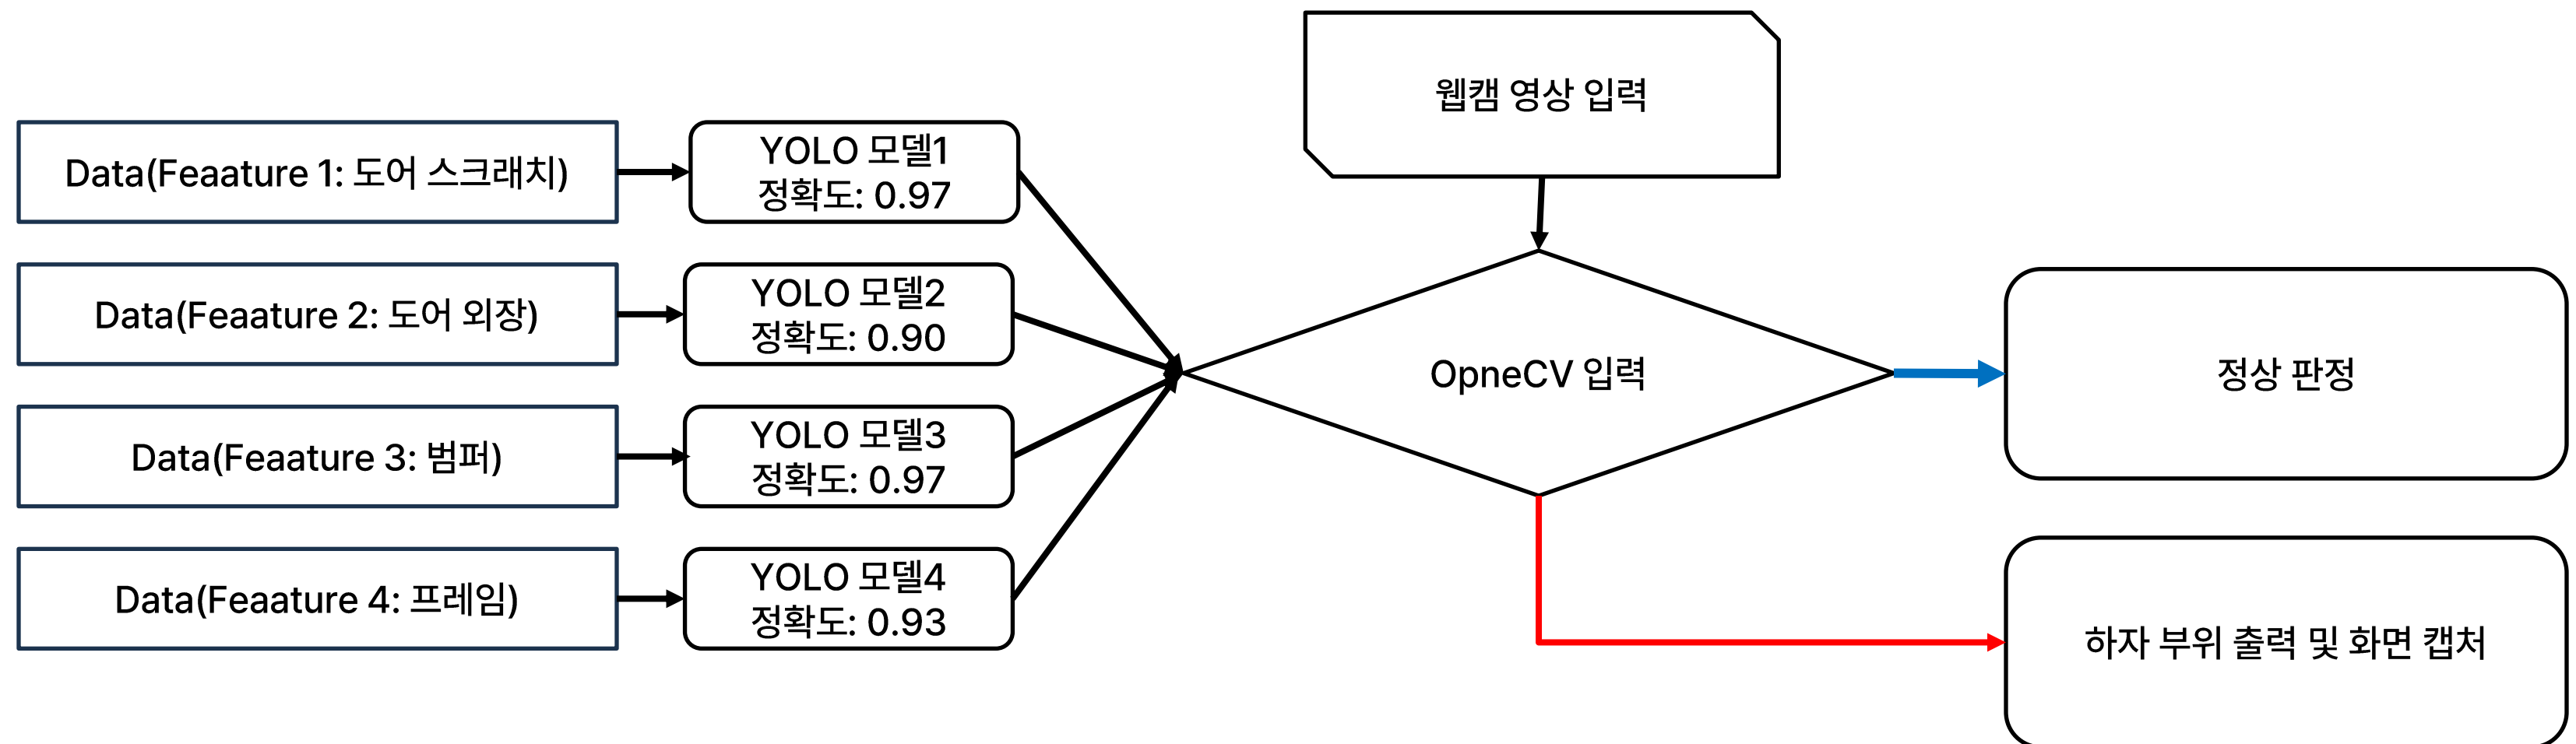 웹캠 영상 입력
Data(Feaature 1: 도어 스크래치)
YOLO 모델1
정확도: 0.97
Data(Feaature 2: 도어 외장)
YOLO 모델2
정확도: 0.90
OpneCV 입력
정상 판정
Data(Feaature 3: 범퍼)
YOLO 모델3
정확도: 0.97
Data(Feaature 4: 프레임)
YOLO 모델4
정확도: 0.93
하자 부위 출력 및 화면 캡처